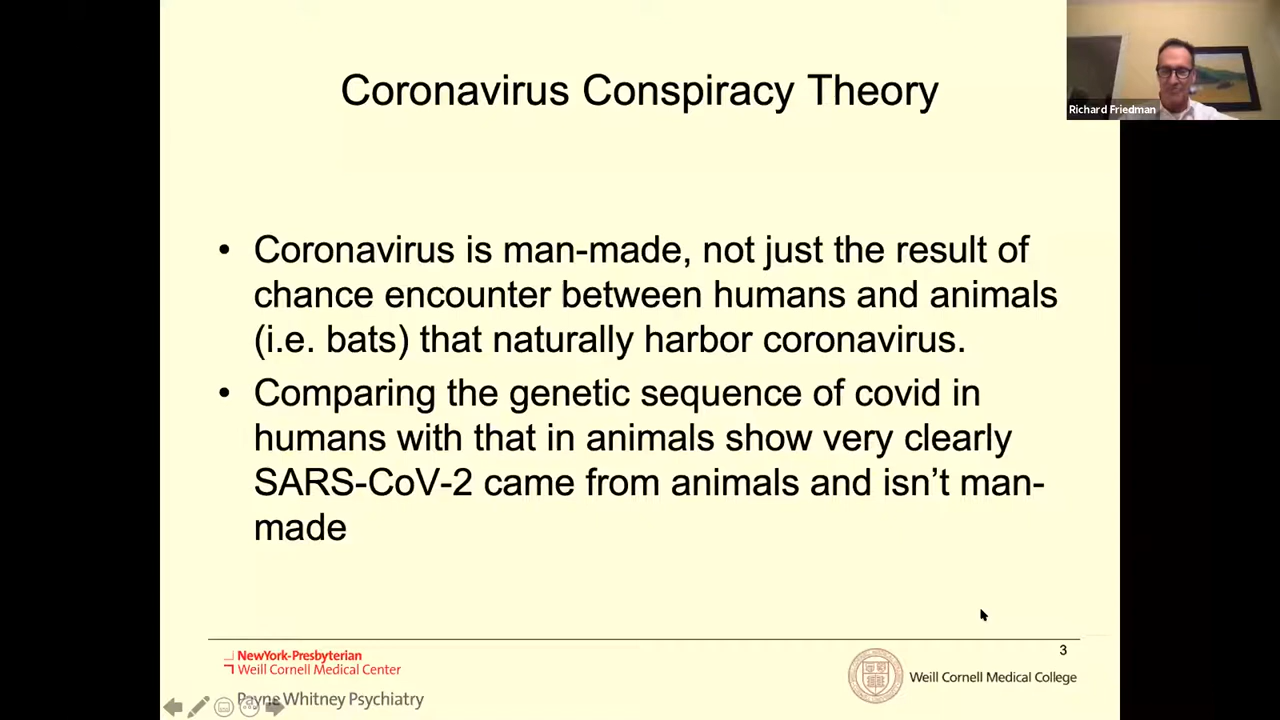 Coronavirus Conspiracy Theory
Richard Friedman
• Coronavirus is man-made, not just the result of
chance encounter between humans and animals
(i.e. bats) that naturally harbor coronavirus.
• Comparing the genetic sequence of covid in
humans with that in animals show very clearly
SARS-CoV-2 came from animals and isn’t man-
made
3
NewYork-Presbyterian
Weill Cornell Medical Center
Payne Whitney Psychiatry
Weill Cornell Medical College